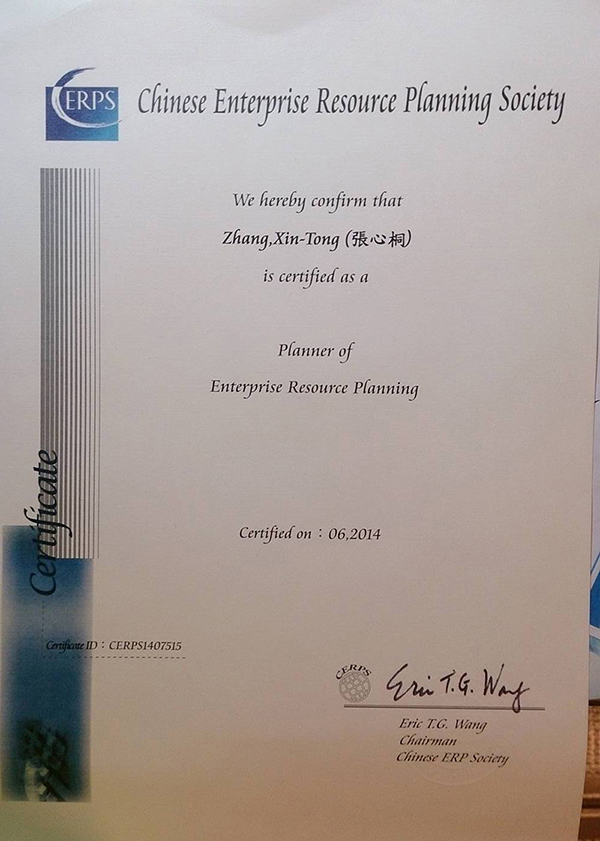 CERPS
Chinese Enterprise Resource Planning Society
We hereby confirm that
Zhang,Xin-Tong (張心桐)
is certified as a
Planner of
Enterprise Resource Planning
Certified on：06,2014
Certificate
Certificate ID：CERPS1407515
CERPS
Eric T.G. Wang
Eric T.G. Wang
Chairman
Chinese ERP Society